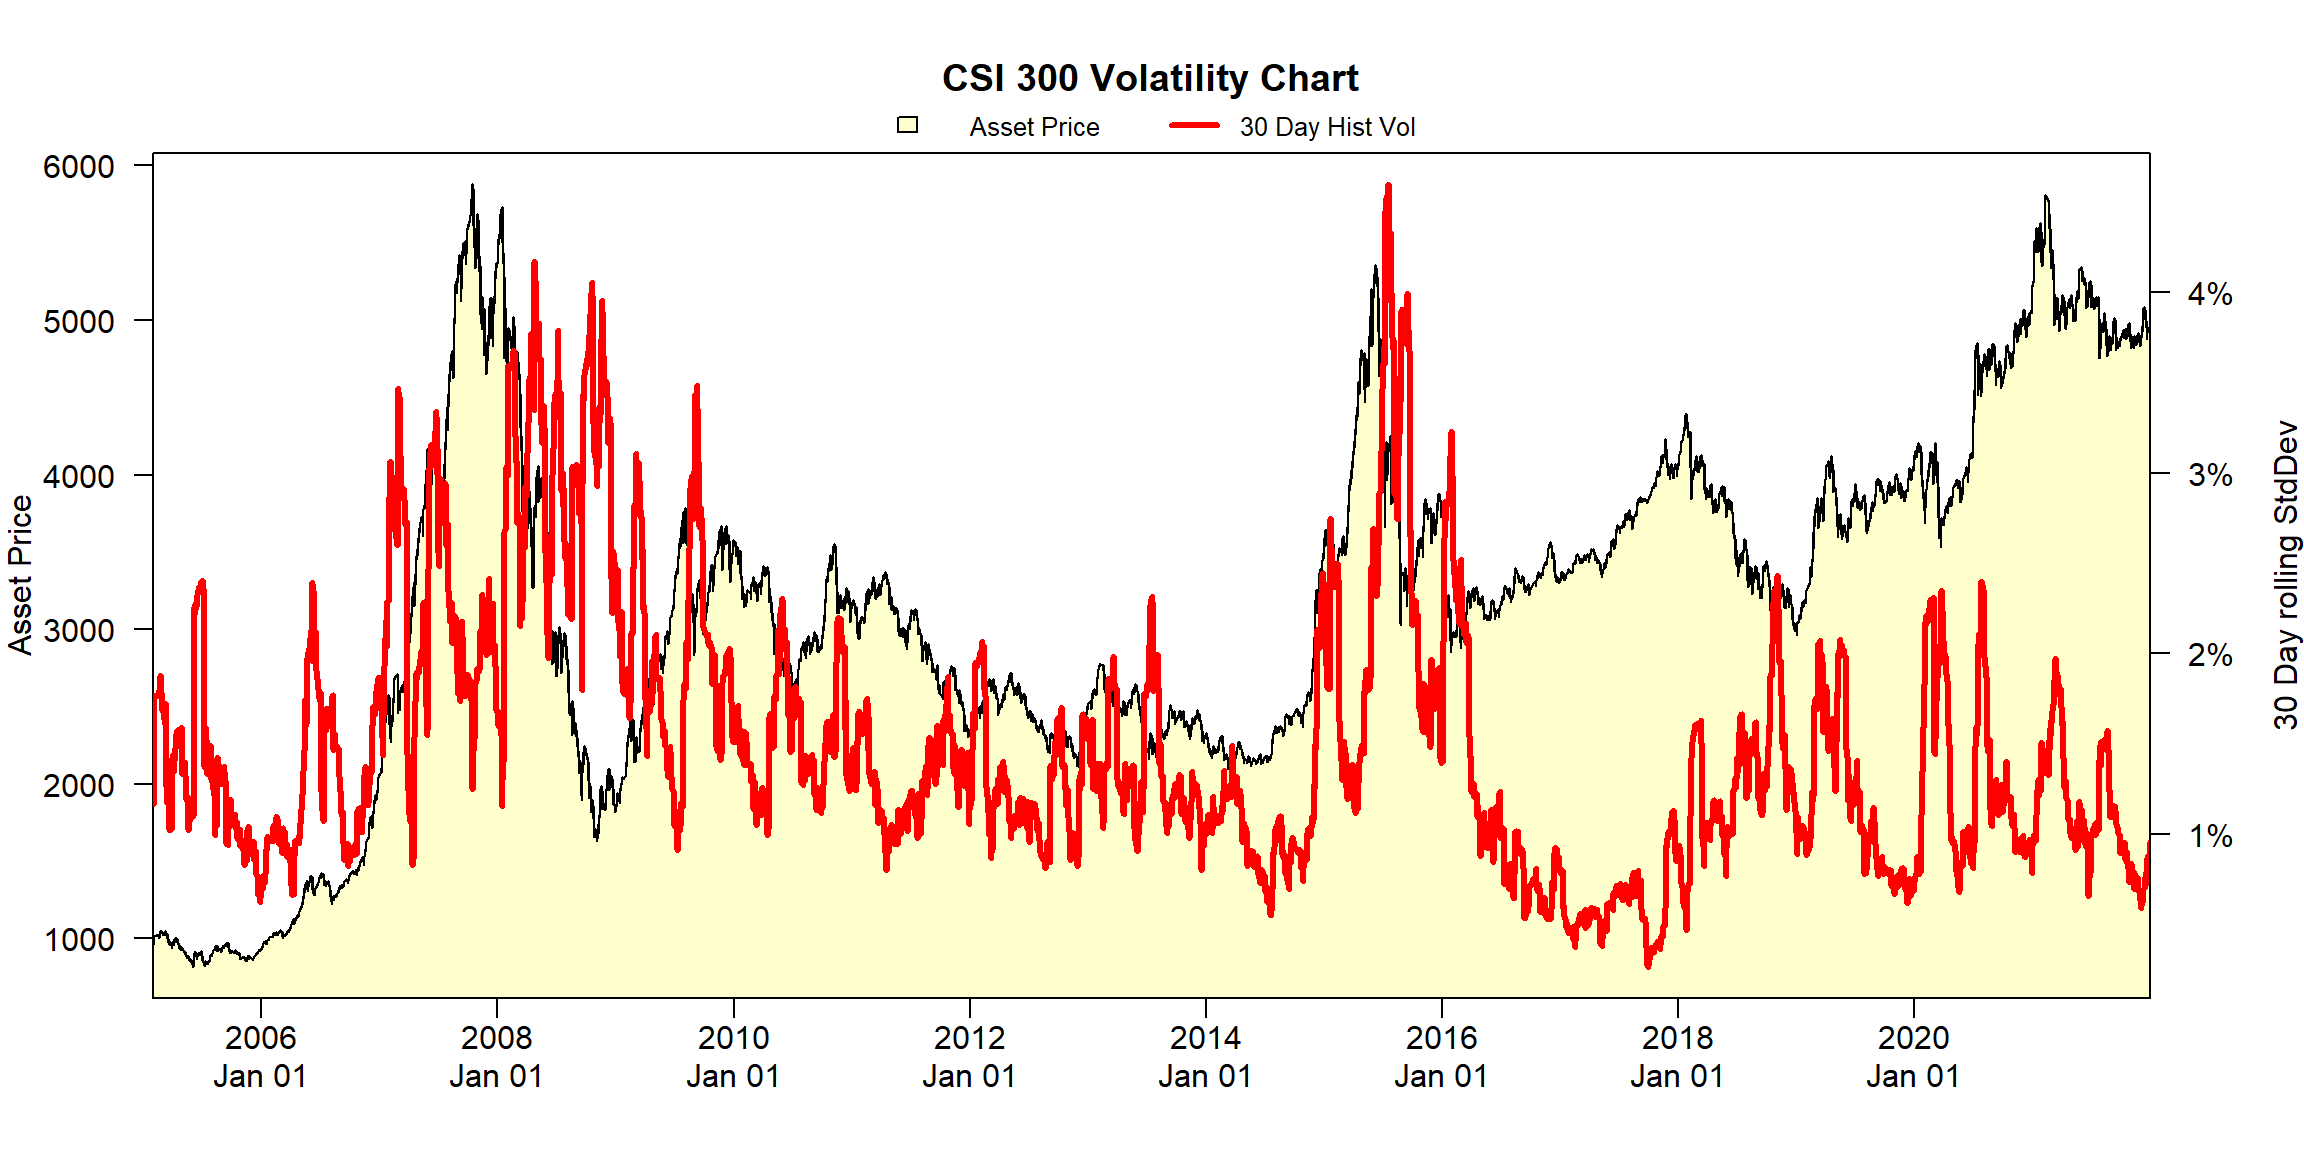 CSI 300 Volatility Chart
Asset Price 30 Day Hist Vol
6000
5000
4000
3000
2000
1000
Asset Price
4%
3%
2%
1%
30 Day rolling StdDev
2006 2008 2010 2012 2014 2016 2018 2020
Jan 01 Jan 01 Jan 01 Jan 01 Jan 01 Jan 01 Jan 01 Jan 01